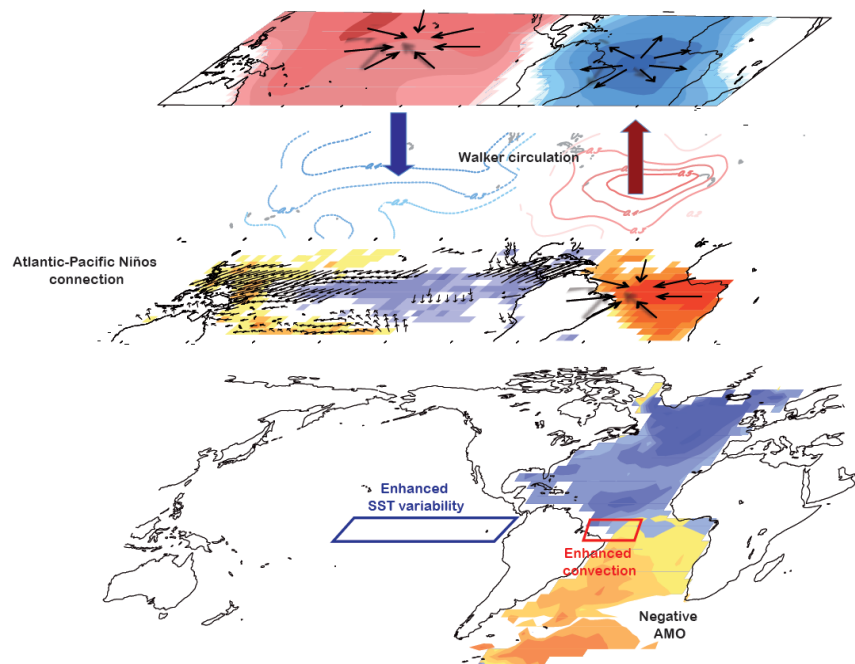 Walker circulation
Atlantic-Pacific Niños
connection
Enhanced
SST variability
Enhanced
convection
Negative
AMO